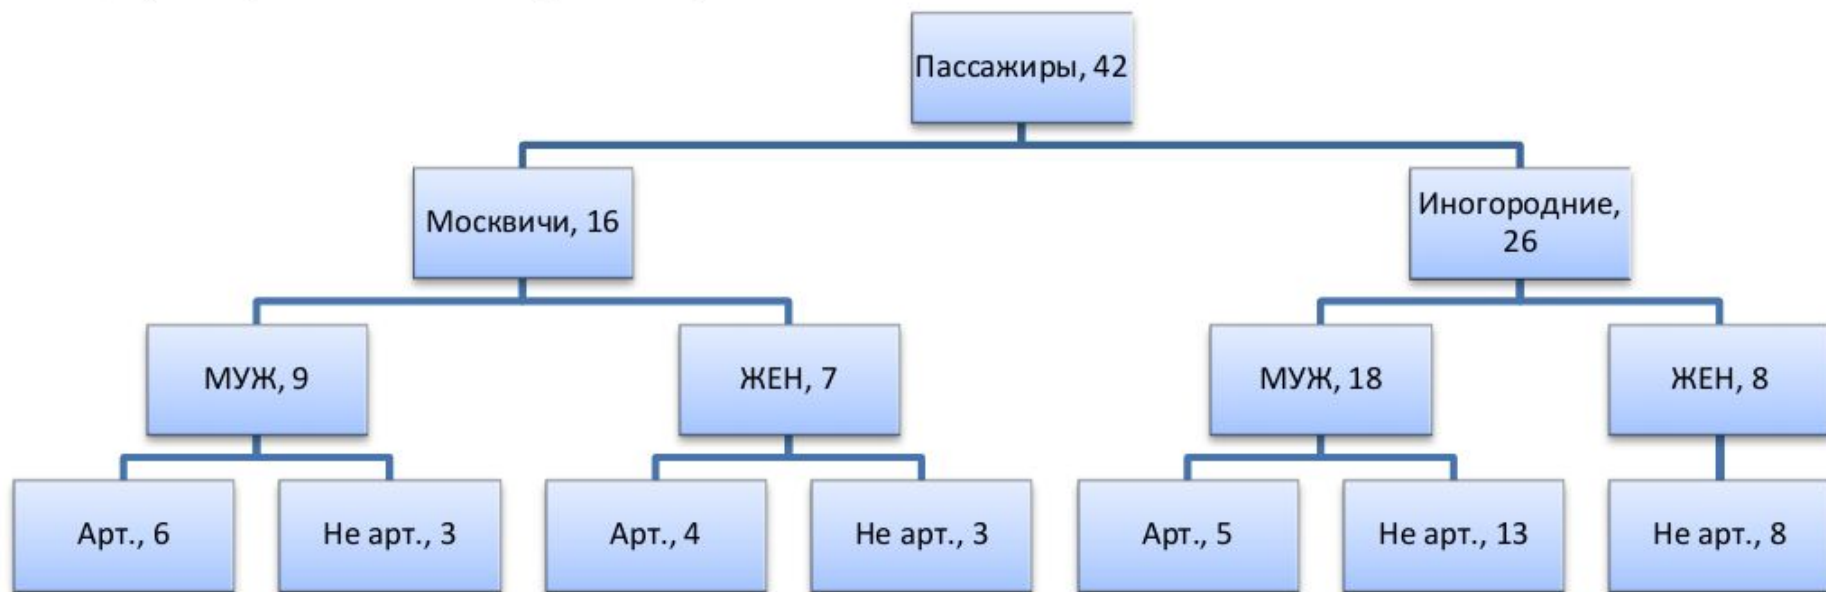 Пассажиры, 42
Москвичи, 16
Иногородние,
26
МУЖ, 9
ЖЕН, 7
МУЖ, 18
ЖЕН, 8
Арт., 6
Не арт., 3
Арт., 4
Не арт., 3
Арт., 5
Не арт., 13
Не арт., 8